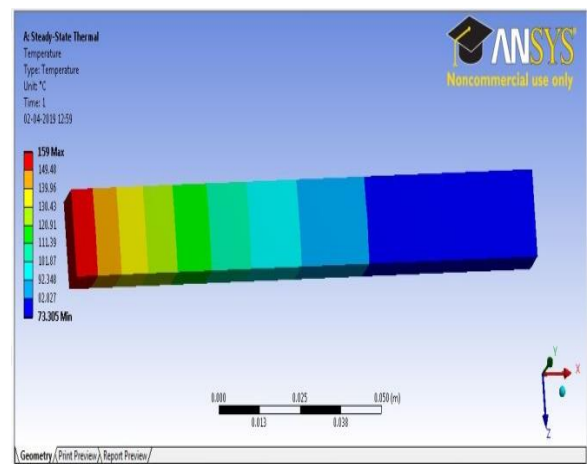 A: Steady-State Thermal
Temperature
Type: Temperature
Unit: °C
Time: 1
02-04-2019 12:59
ANSYS
Noncommercial use only
159 Max
149.48
139.96
130.43
120.91
111.39
101.87
92.348
82.827
73.305 Min
0.000
0.025
0.050 (m)
0.013
0.038
Y
X
Z
Geometry / Print Preview / Report Preview /